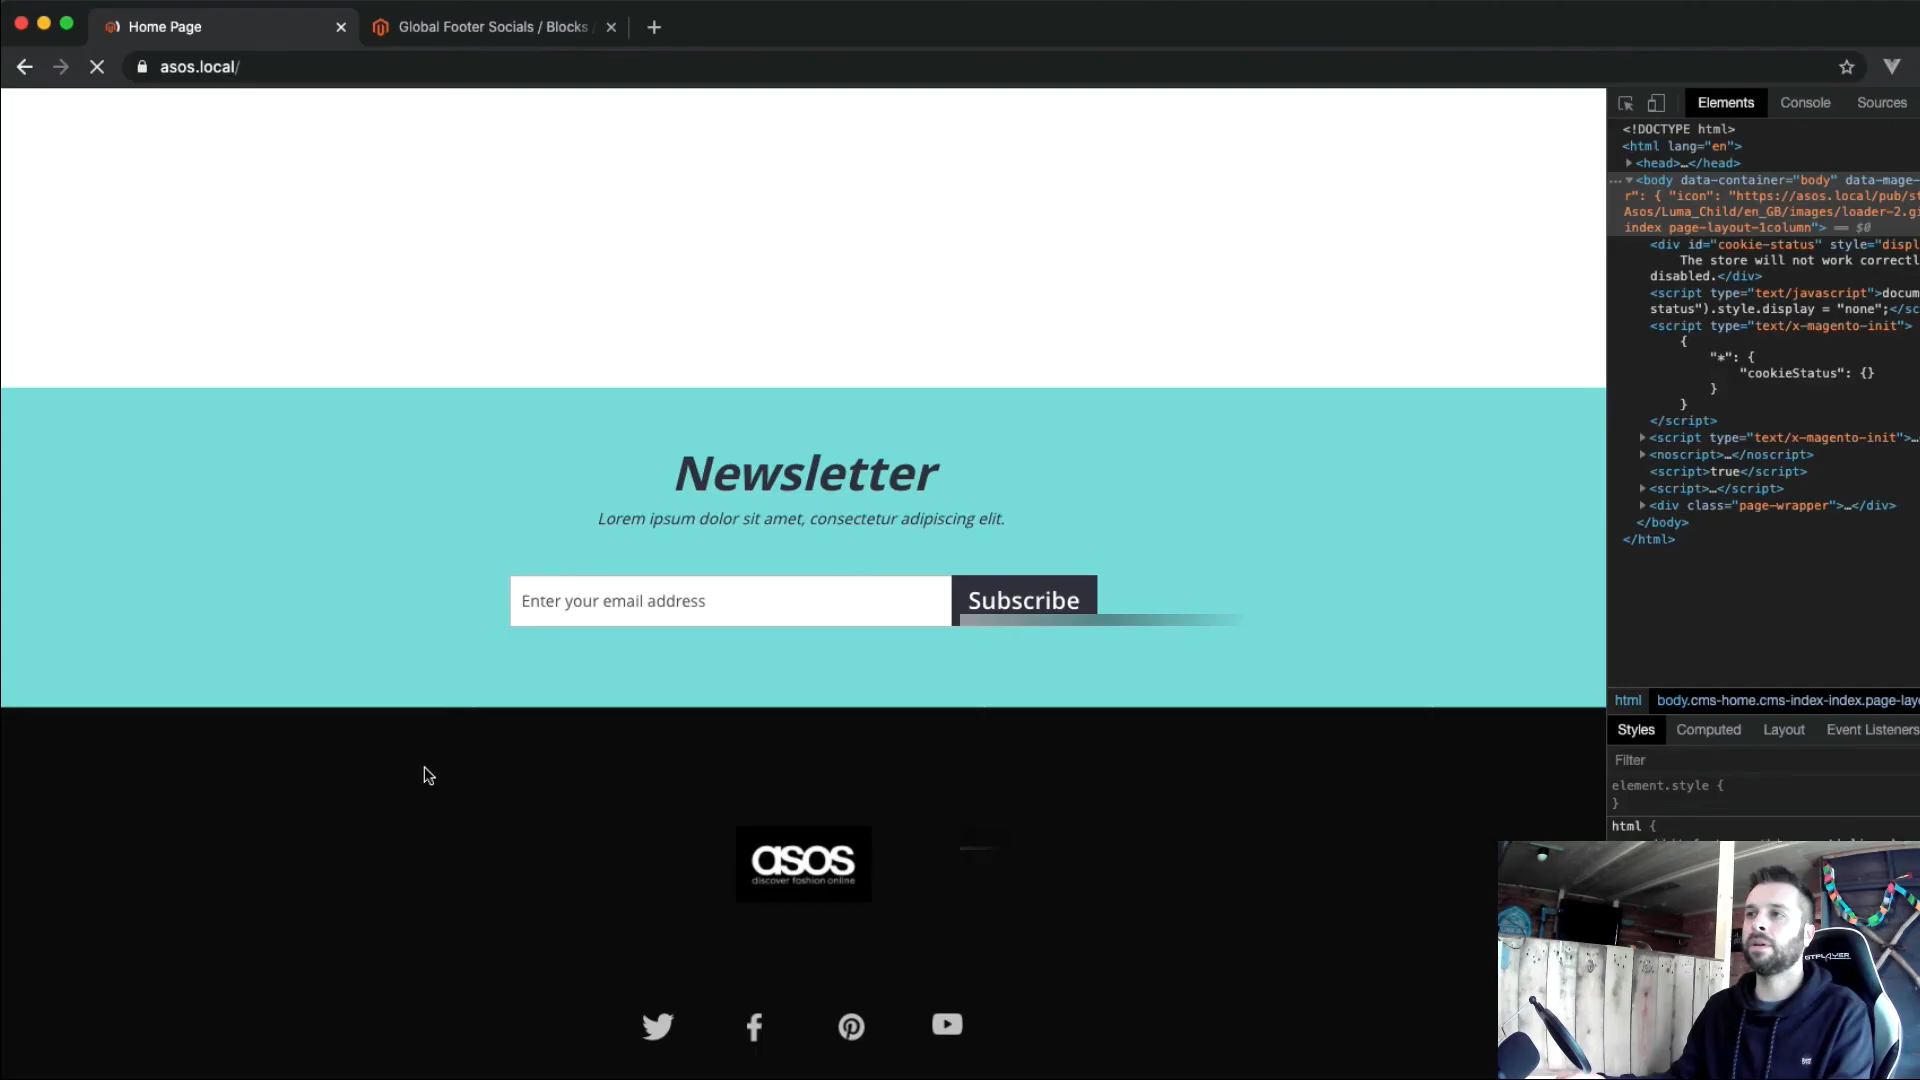 Home Page
Global Footer Socials / Blocks
asos.local/
Elements Console Sources
<!DOCTYPE html>
<html lang="en">
<head>…</head>
<body data-container="body" data-mage-
r": { "icon": "https://asos.local/pub/st
Asos/Luma_Child/en_GB/images/loader-2.gi
index page-layout-1column"> == $0
<div id="cookie-status" style="displ
The store will not work correctl
disabled.</div>
<script type="text/javascript">docum
status").style.display = "none";</sc
<script type="text/x-magento-init">
{
"*": {
"cookieStatus": {}
}
}
</script>
<script type="text/x-magento-init">…
<noscript>…</noscript>
<script>true</script>
<script>…</script>
<div class="page-wrapper">…</div>
</body>
</html>
Newsletter
Lorem ipsum dolor sit amet, consectetur adipiscing elit.
Enter your email address
Subscribe
html body.cms-home.cms-index-index.page-lay
Styles Computed Layout Event Listeners
Filter
element.style {
}
html {
asos
discover fashion online
GTPLAYER